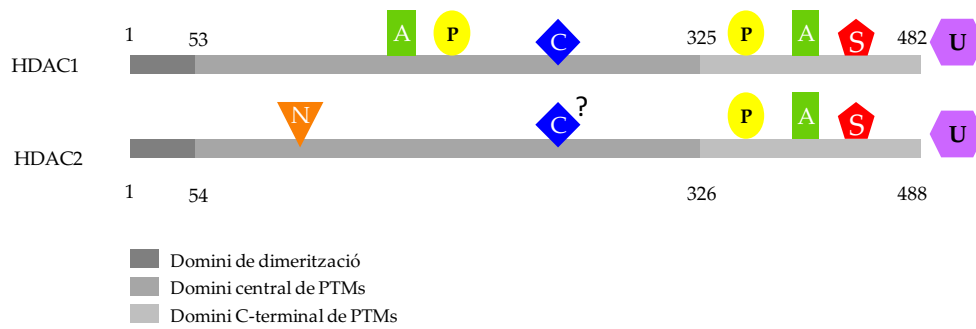 A P P A
1 53 C 325 S 482 U
HDAC1
N C ? P A S U
HDAC2
1 54 326 488
Domini de dimerització
Domini central de PTMs
Domini C-terminal de PTMs